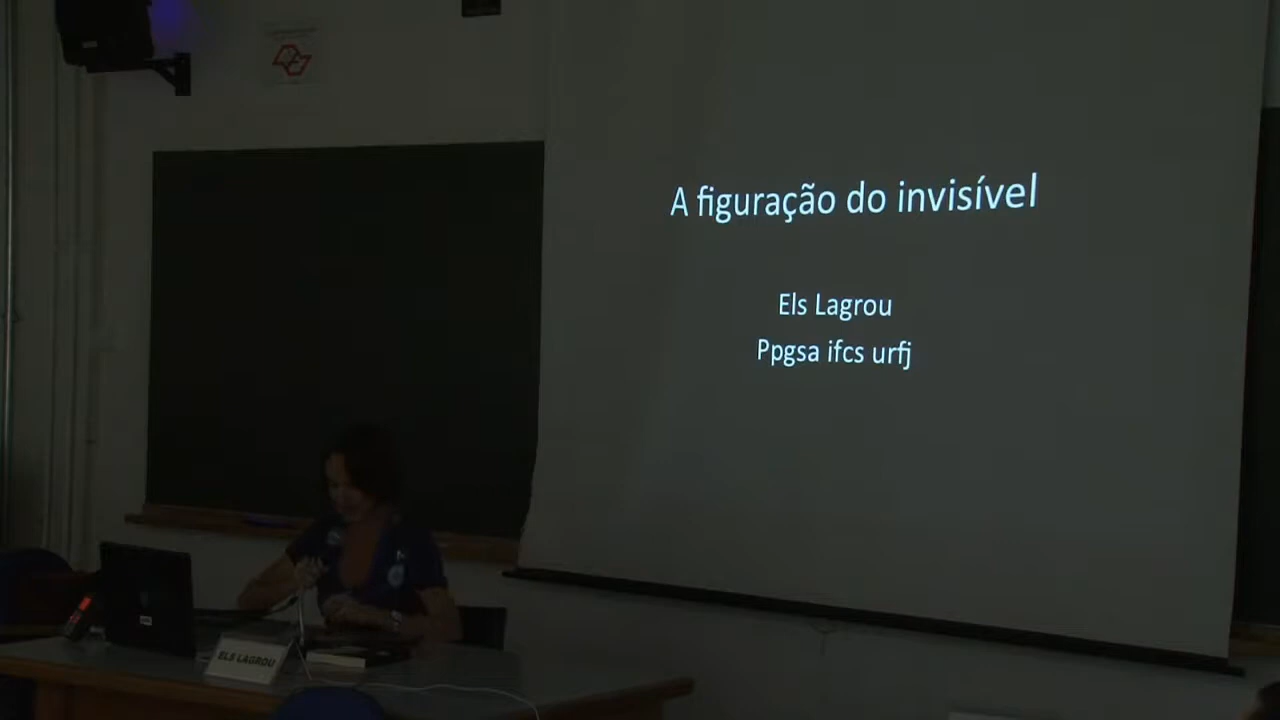 A figuração do invisível
Els Lagrou
Ppgsa ifcs urfj
ELS LAGROU